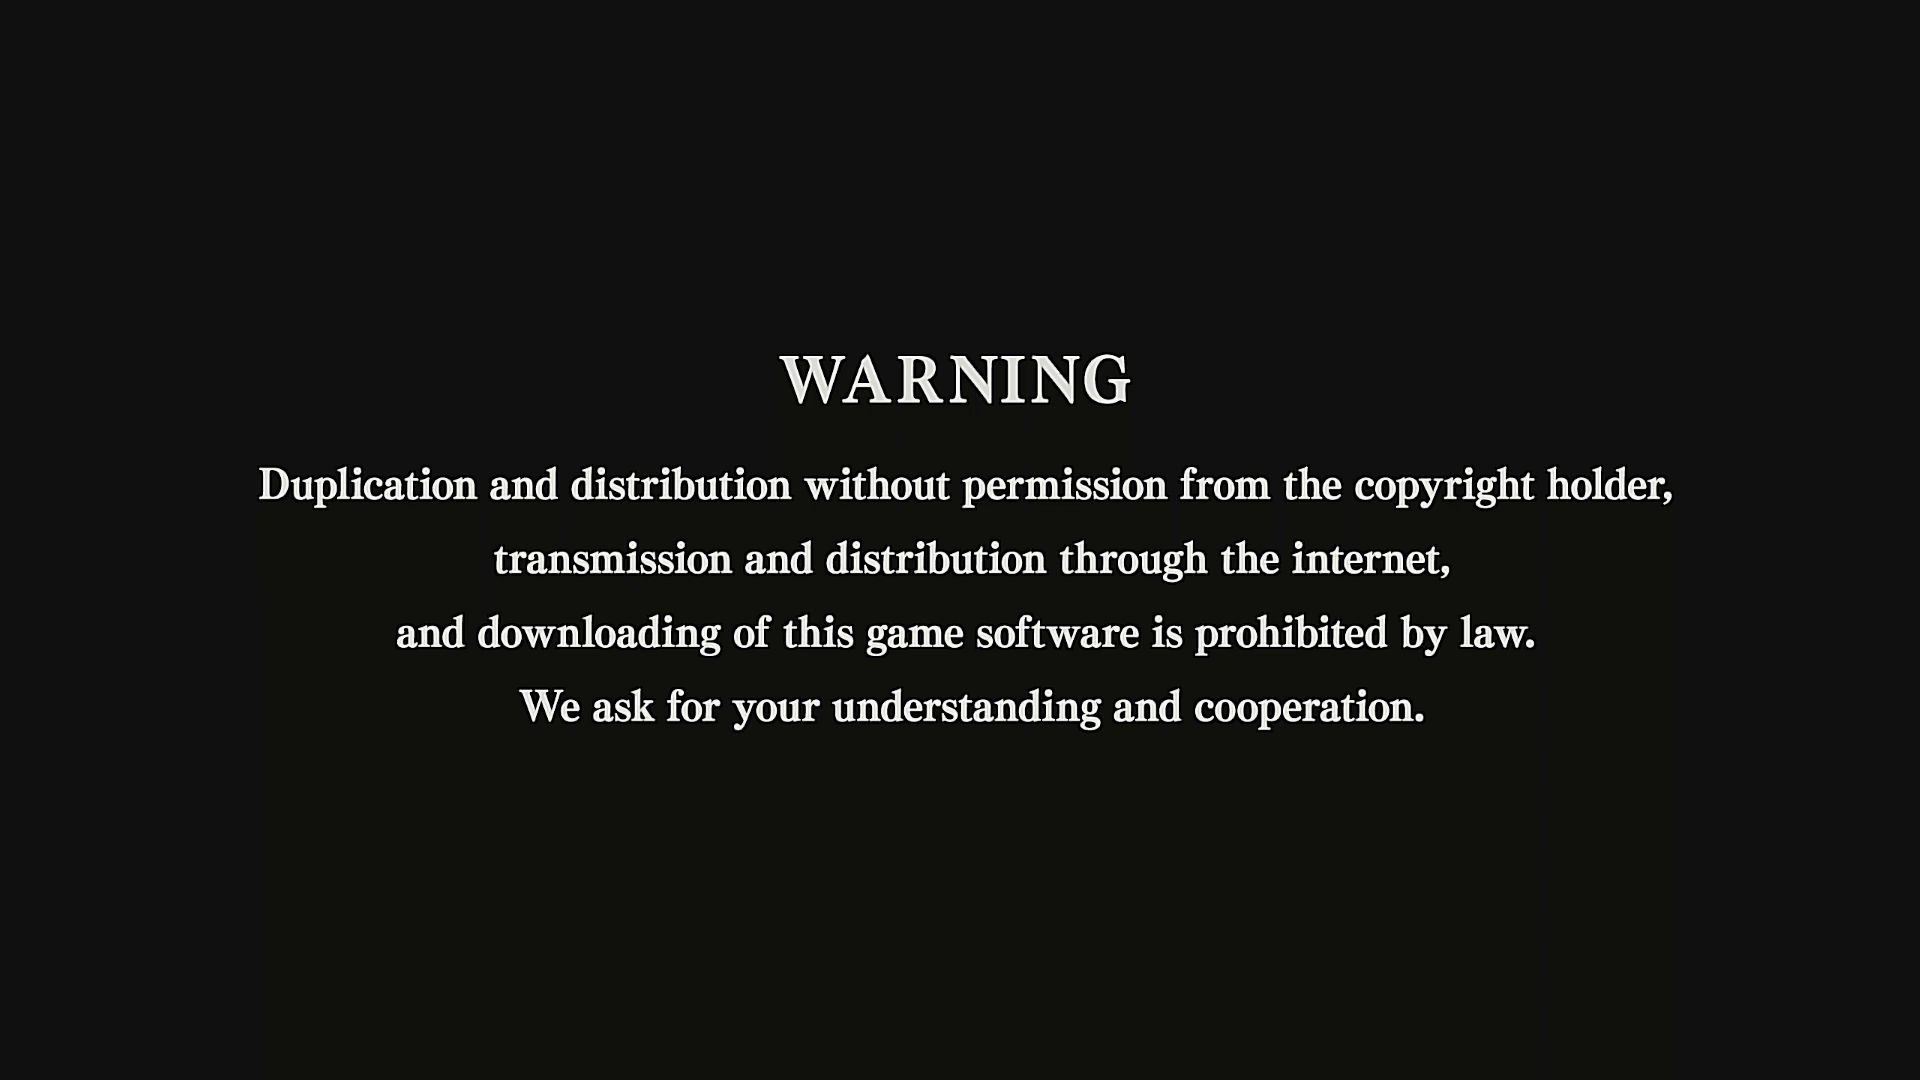 WARNING
Duplication and distribution without permission from the copyright holder,
transmission and distribution through the internet,
and downloading of this game software is prohibited by law.
We ask for your understanding and cooperation.